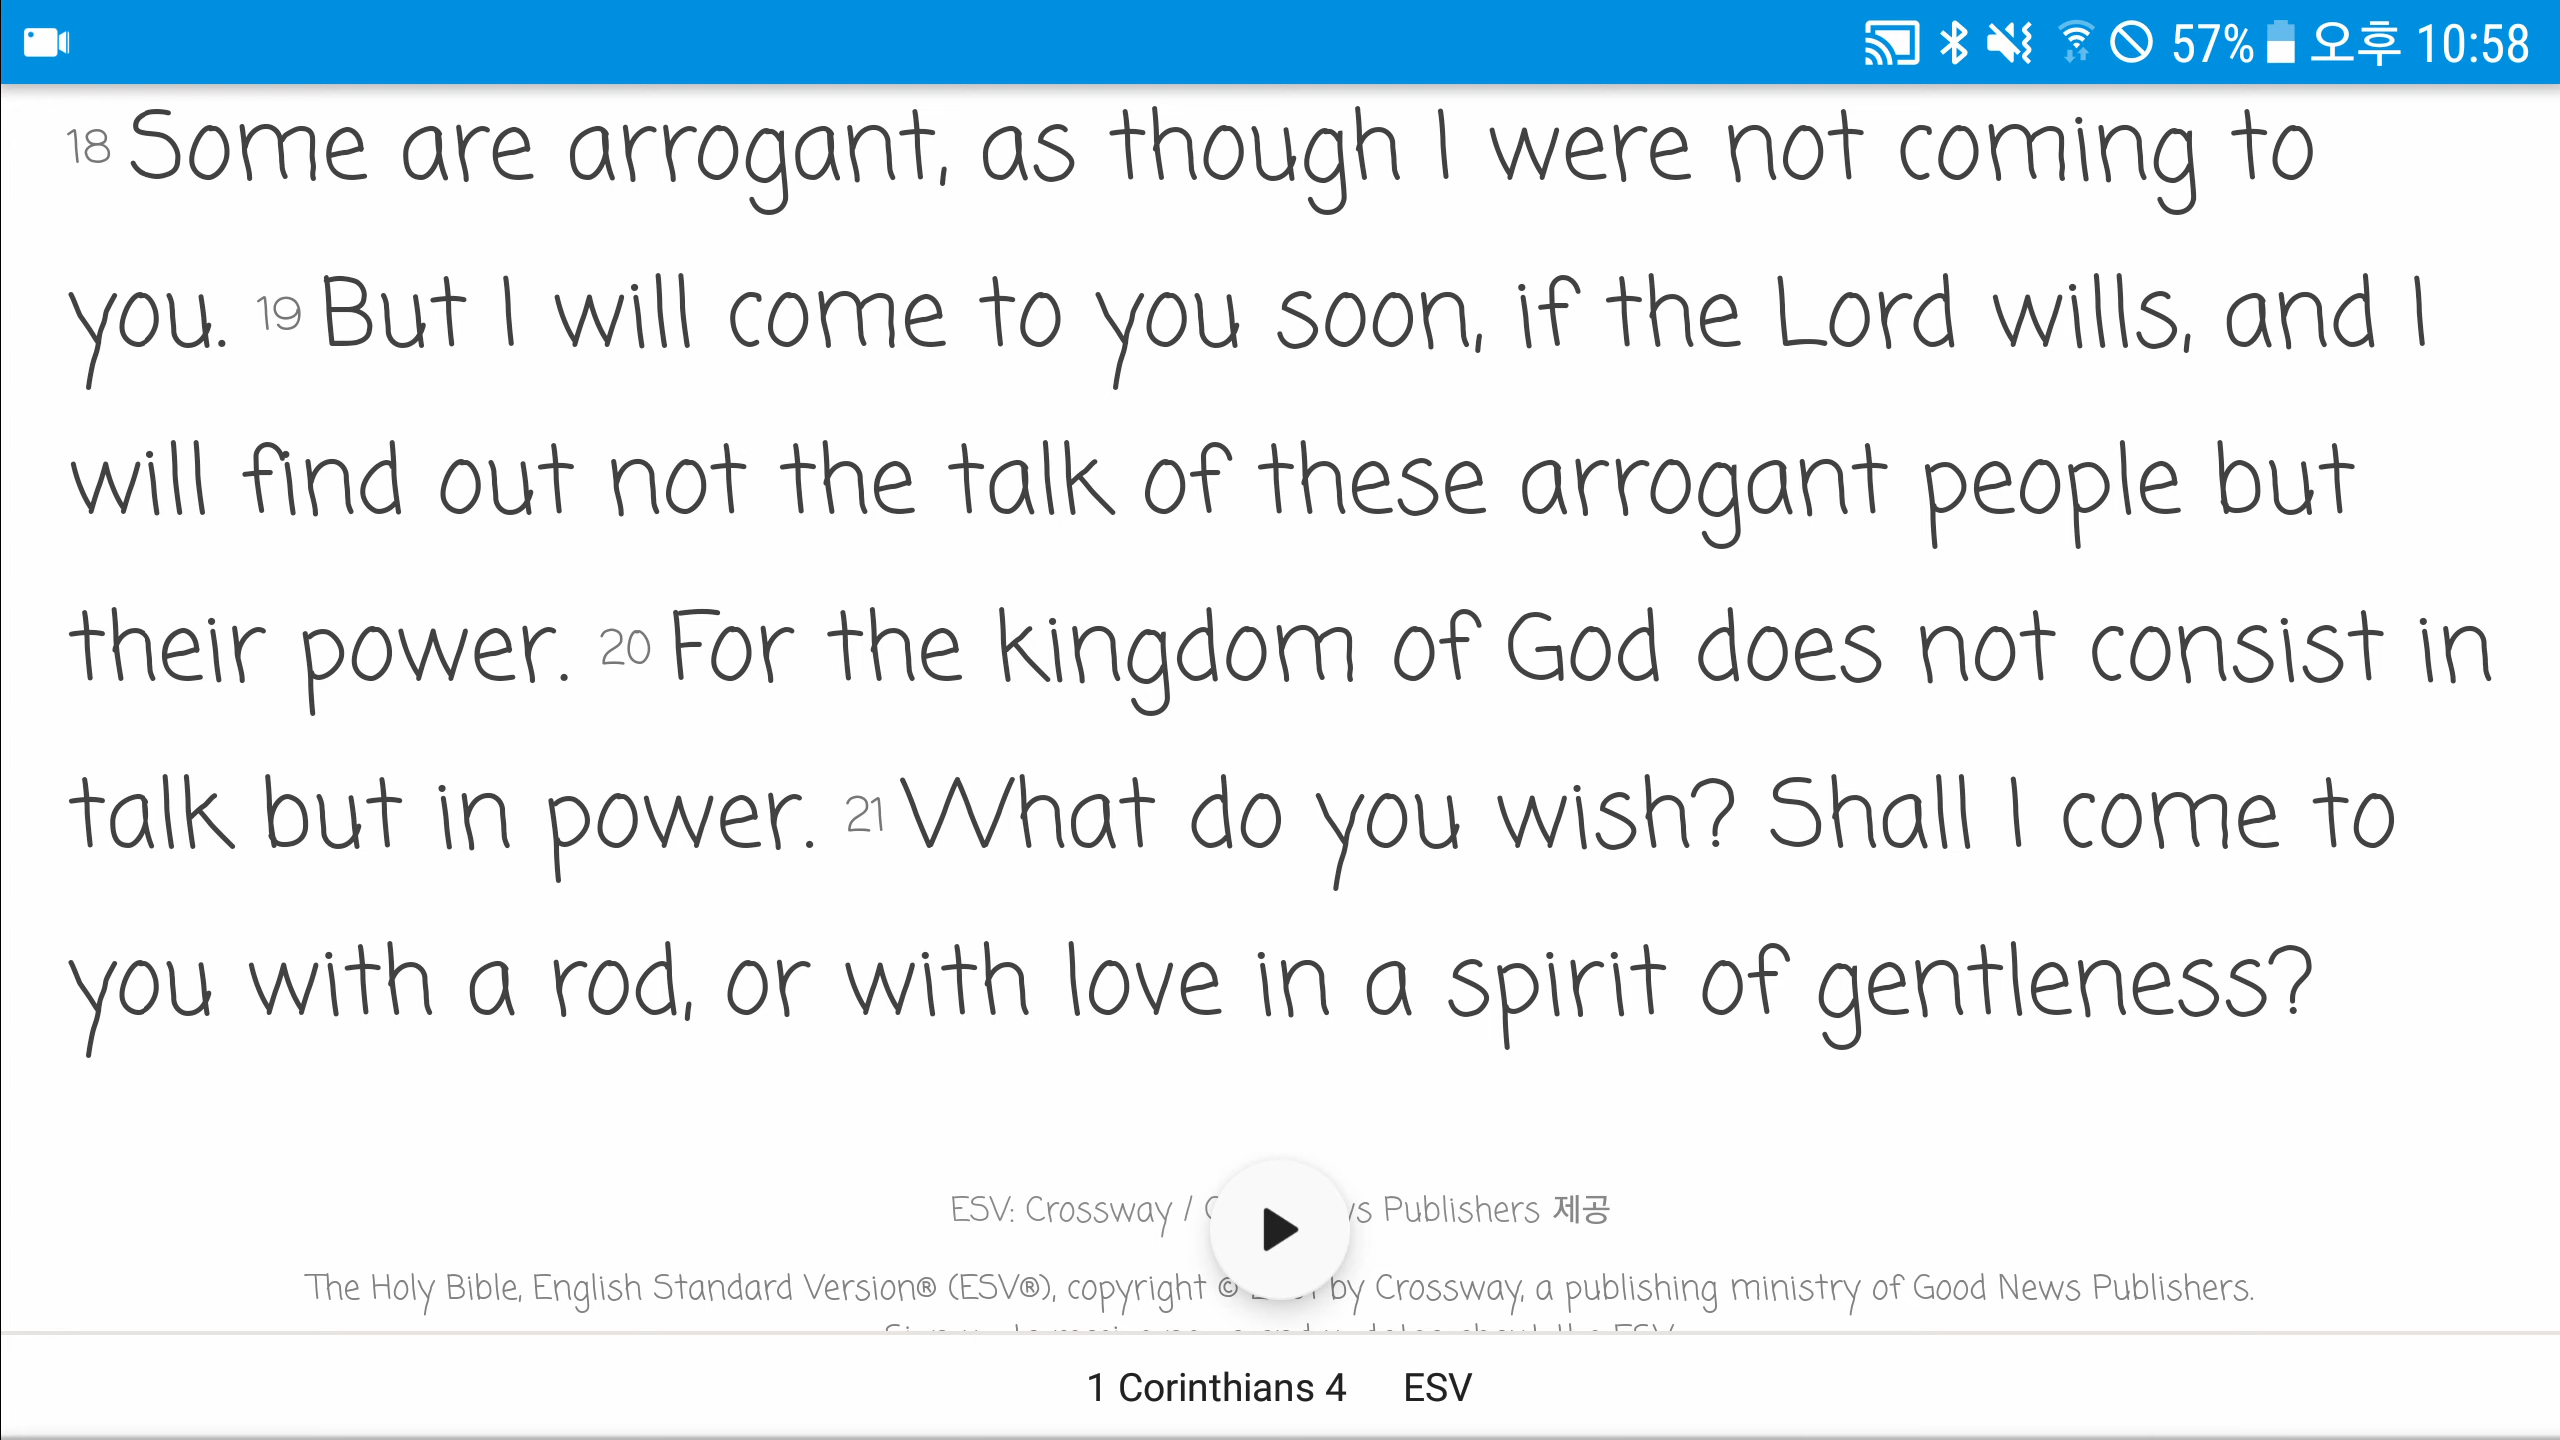 57% 오후 10:58
18 Some are arrogant, as though I were not coming to
you. 19 But I will come to you soon, if the Lord wills, and I
will find out not the talk of these arrogant people but
their power. 20 For the kingdom of God does not consist in
talk but in power. 21 What do you wish? Shall I come to
you with a rod, or with love in a spirit of gentleness?
ESV: Crossway / Publishers 제공
The Holy Bible, English Standard Version® (ESV®), copyright © by Crossway, a publishing ministry of Good News Publishers.
1 Corinthians 4 ESV